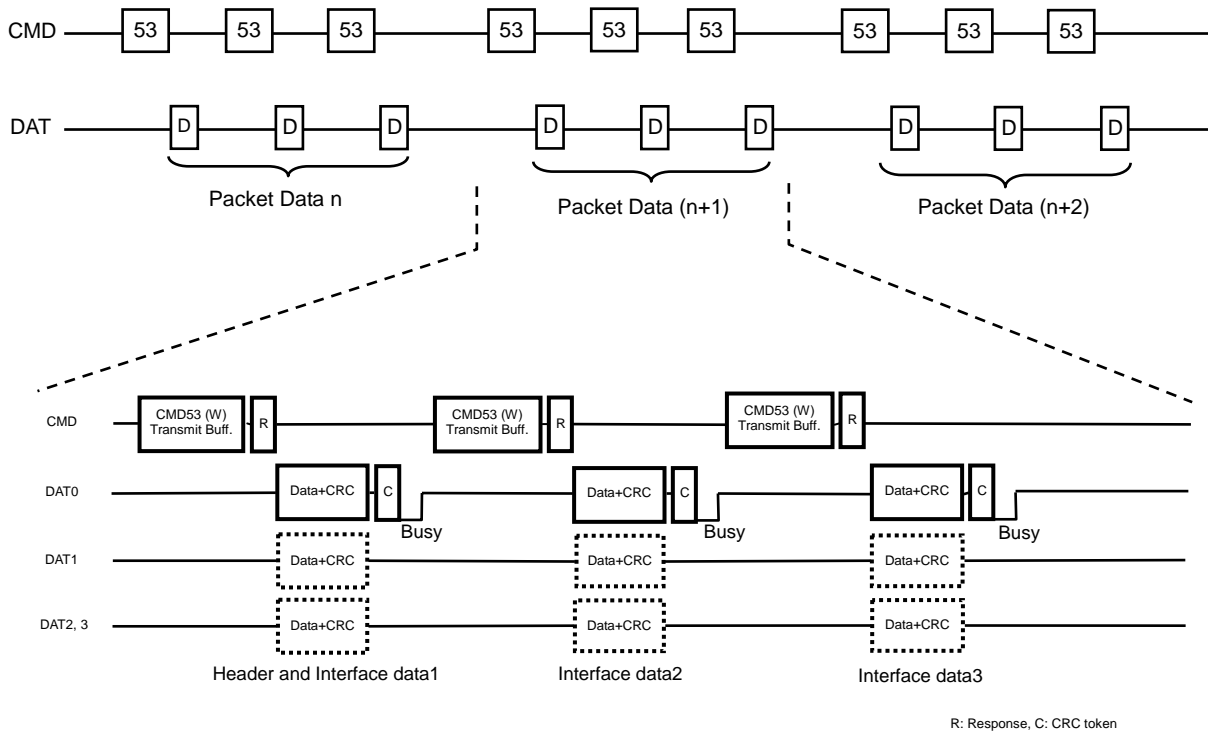 CMD 53 53 53 53 53 53 53 53 53
DAT D D D D D D D D D
Packet Data n
Packet Data (n+1)
Packet Data (n+2)
CMD
CMD53 (W)
Transmit Buff.
R
CMD53 (W)
Transmit Buff.
R
CMD53 (W)
Transmit Buff.
R
DAT0 Data+CRC C Data+CRC C Data+CRC C
Busy Busy Busy
DAT1 Data+CRC Data+CRC Data+CRC
DAT2, 3 Data+CRC Data+CRC Data+CRC
Header and Interface data1
Interface data2
Interface data3
R: Response, C: CRC token